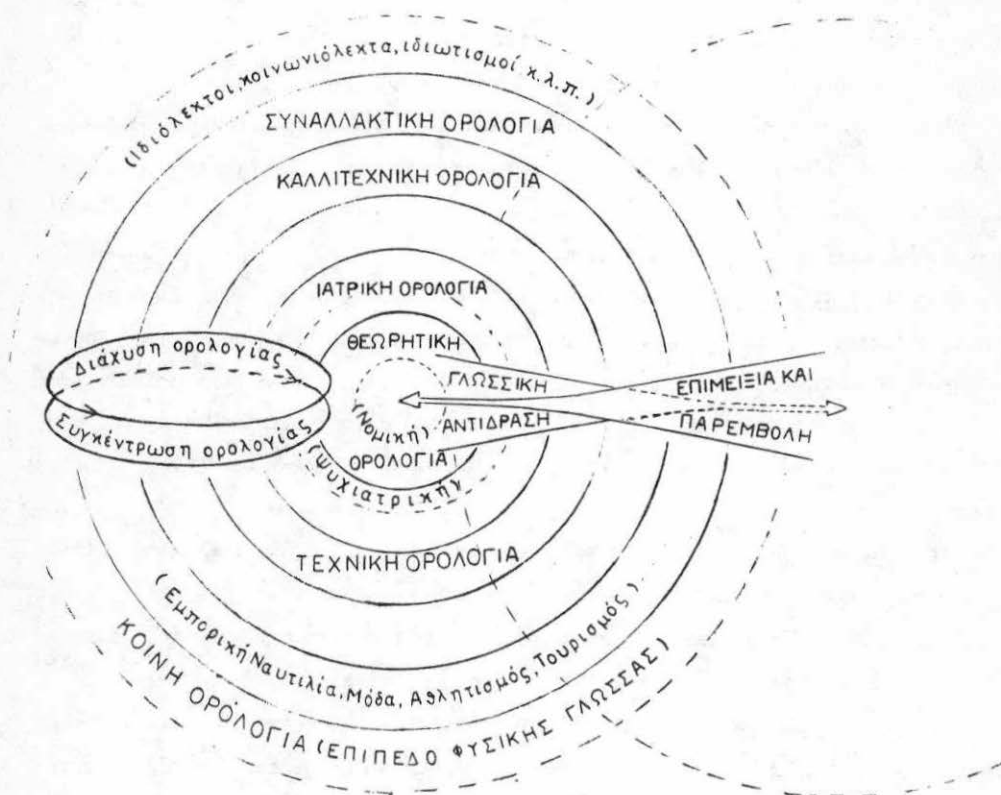 (Ιδιόλεκτοι, κοινωνιόλεκτα, ιδιωτισμοί κ.λ.π.)
ΣΥΝΑΛΛΑΚΤΙΚΗ ΟΡΟΛΟΓΙΑ
ΚΑΛΛΙΤΕΧΝΙΚΗ ΟΡΟΛΟΓΙΑ
ΙΑΤΡΙΚΗ ΟΡΟΛΟΓΙΑ
ΘΕΩΡΗΤΙΚΗ
Διάχυση ορολογίας
ΓΛΩΣΣΙΚΗ
ΕΠΙΜΕΙΞΙΑ ΚΑΙ
(Νομική)
ΑΝΤΙΔΡΑΣΗ
ΠΑΡΕΜΒΟΛΗ
Συγκέντρωση ορολογίας
ΟΡΟΛΟΓΙΑ
(Ψυχιατρική)
ΤΕΧΝΙΚΗ ΟΡΟΛΟΓΙΑ
(Εμπορική Ναυτιλία, Μόδα, Αθλητισμός, Τουρισμός)
ΚΟΙΝΗ ΟΡΟΛΟΓΙΑ (ΕΠΙΠΕΔΟ ΦΥΣΙΚΗΣ ΓΛΩΣΣΑΣ)